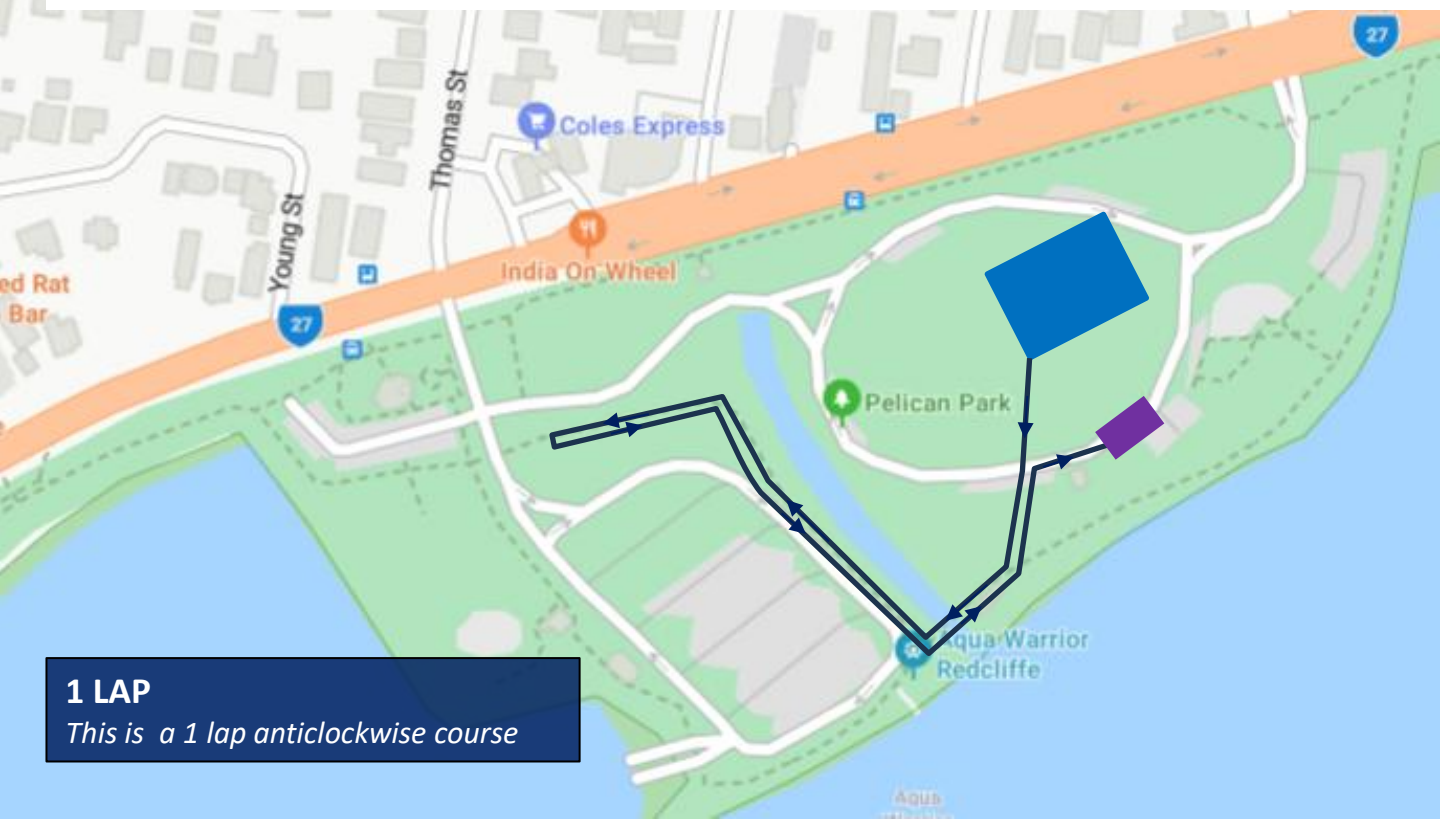 27
Thomas St
Coles Express
Young St
India On Wheel
ed Rat
Bar
27
Pelican Park
Aqua Warrior
Redcliffe
1 LAP
This is a 1 lap anticlockwise course
Aqua